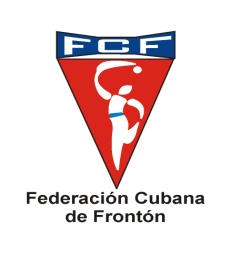 FCF
Federación Cubana
de Frontón